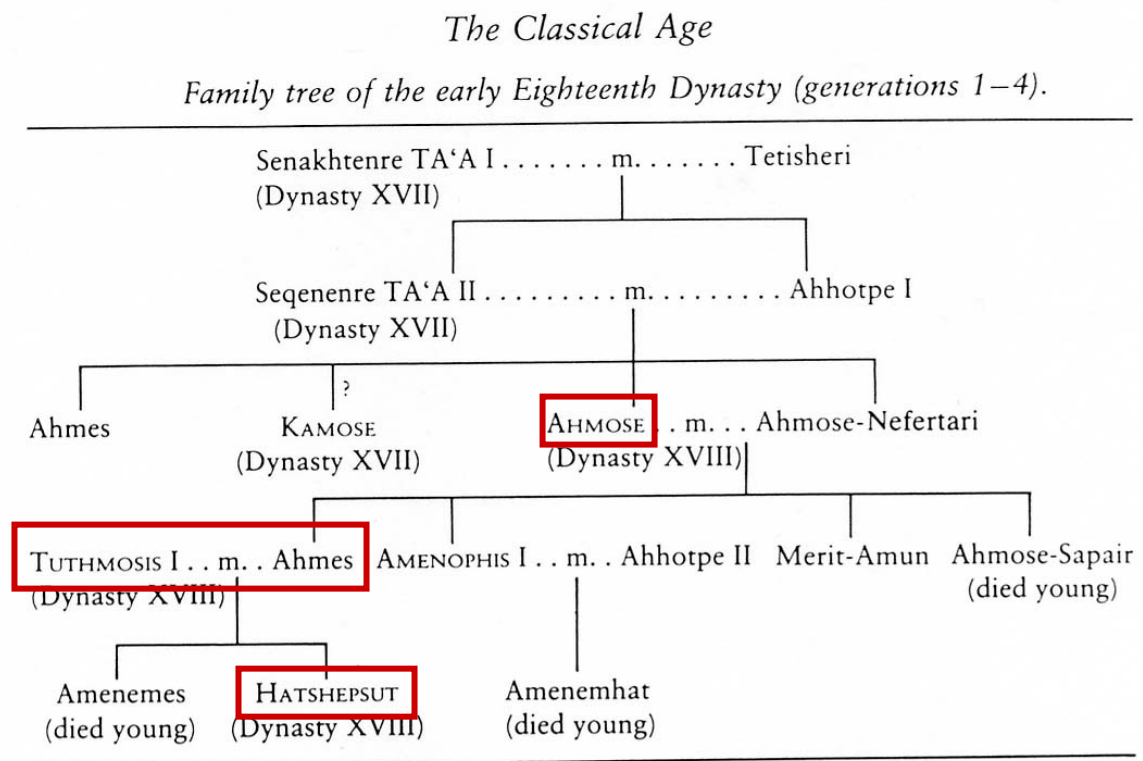 The Classical Age
Family tree of the early Eighteenth Dynasty (generations 1–4).
Senakhtenre TA‘A I . . . . . . . m. . . . . . . Tetisheri
(Dynasty XVII)
Seqenenre TA‘A II . . . . . . . . . m. . . . . . . . . Ahhotpe I
(Dynasty XVII)
?
Ahmes KAMOSE AHMOSE . . m. . . Ahmose-Nefertari
(Dynasty XVII) (Dynasty XVIII)
TUTHMOSIS I . . m. . Ahmes AMENOPHIS I . . m. . Ahhotpe II Merit-Amun Ahmose-Sapair
(Dynasty XVIII) (died young)
Amenemes HATSHEPSUT Amenemhat
(died young) (Dynasty XVIII) (died young)